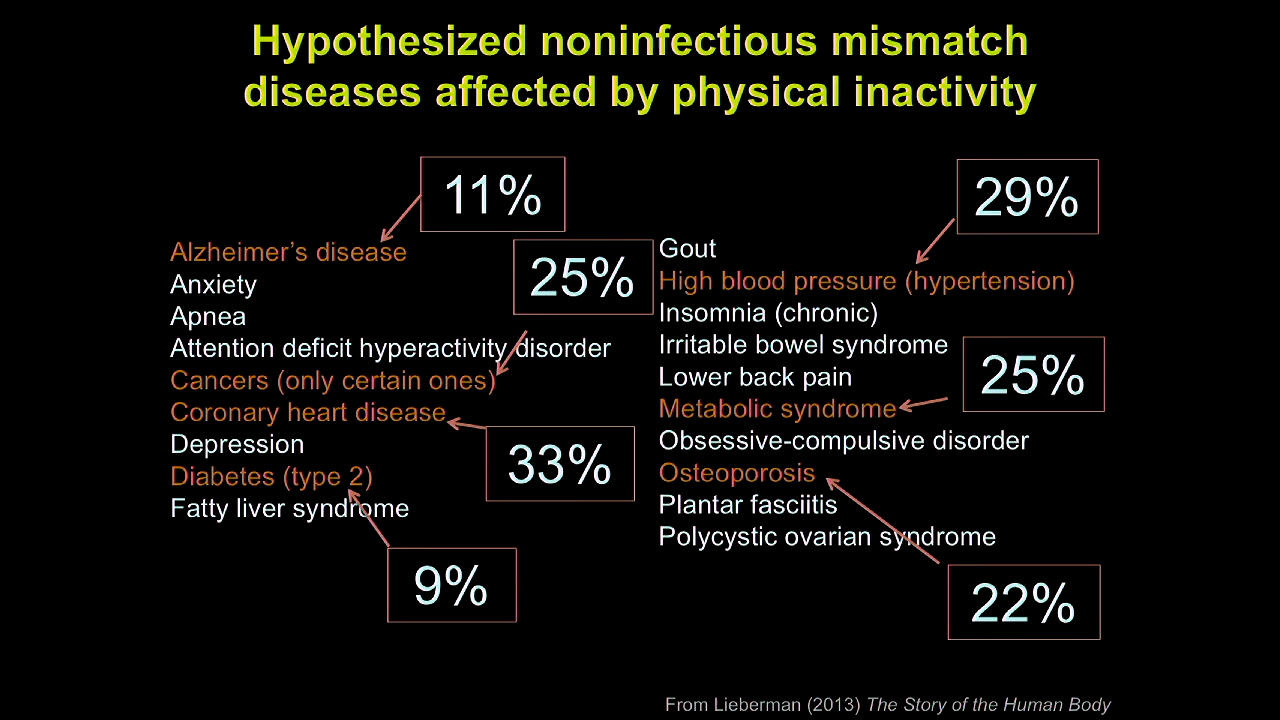 Hypothesized noninfectious mismatch
diseases affected by physical inactivity
11%
Alzheimer’s disease
Anxiety
Apnea
25%
Attention deficit hyperactivity disorder
Cancers (only certain ones)
Coronary heart disease
33%
Depression
Diabetes (type 2)
Fatty liver syndrome
9%
29%
Gout
High blood pressure (hypertension)
Insomnia (chronic)
Irritable bowel syndrome
25%
Lower back pain
Metabolic syndrome
Obsessive-compulsive disorder
Osteoporosis
Plantar fasciitis
Polycystic ovarian syndrome
22%
From Lieberman (2013) The Story of the Human Body